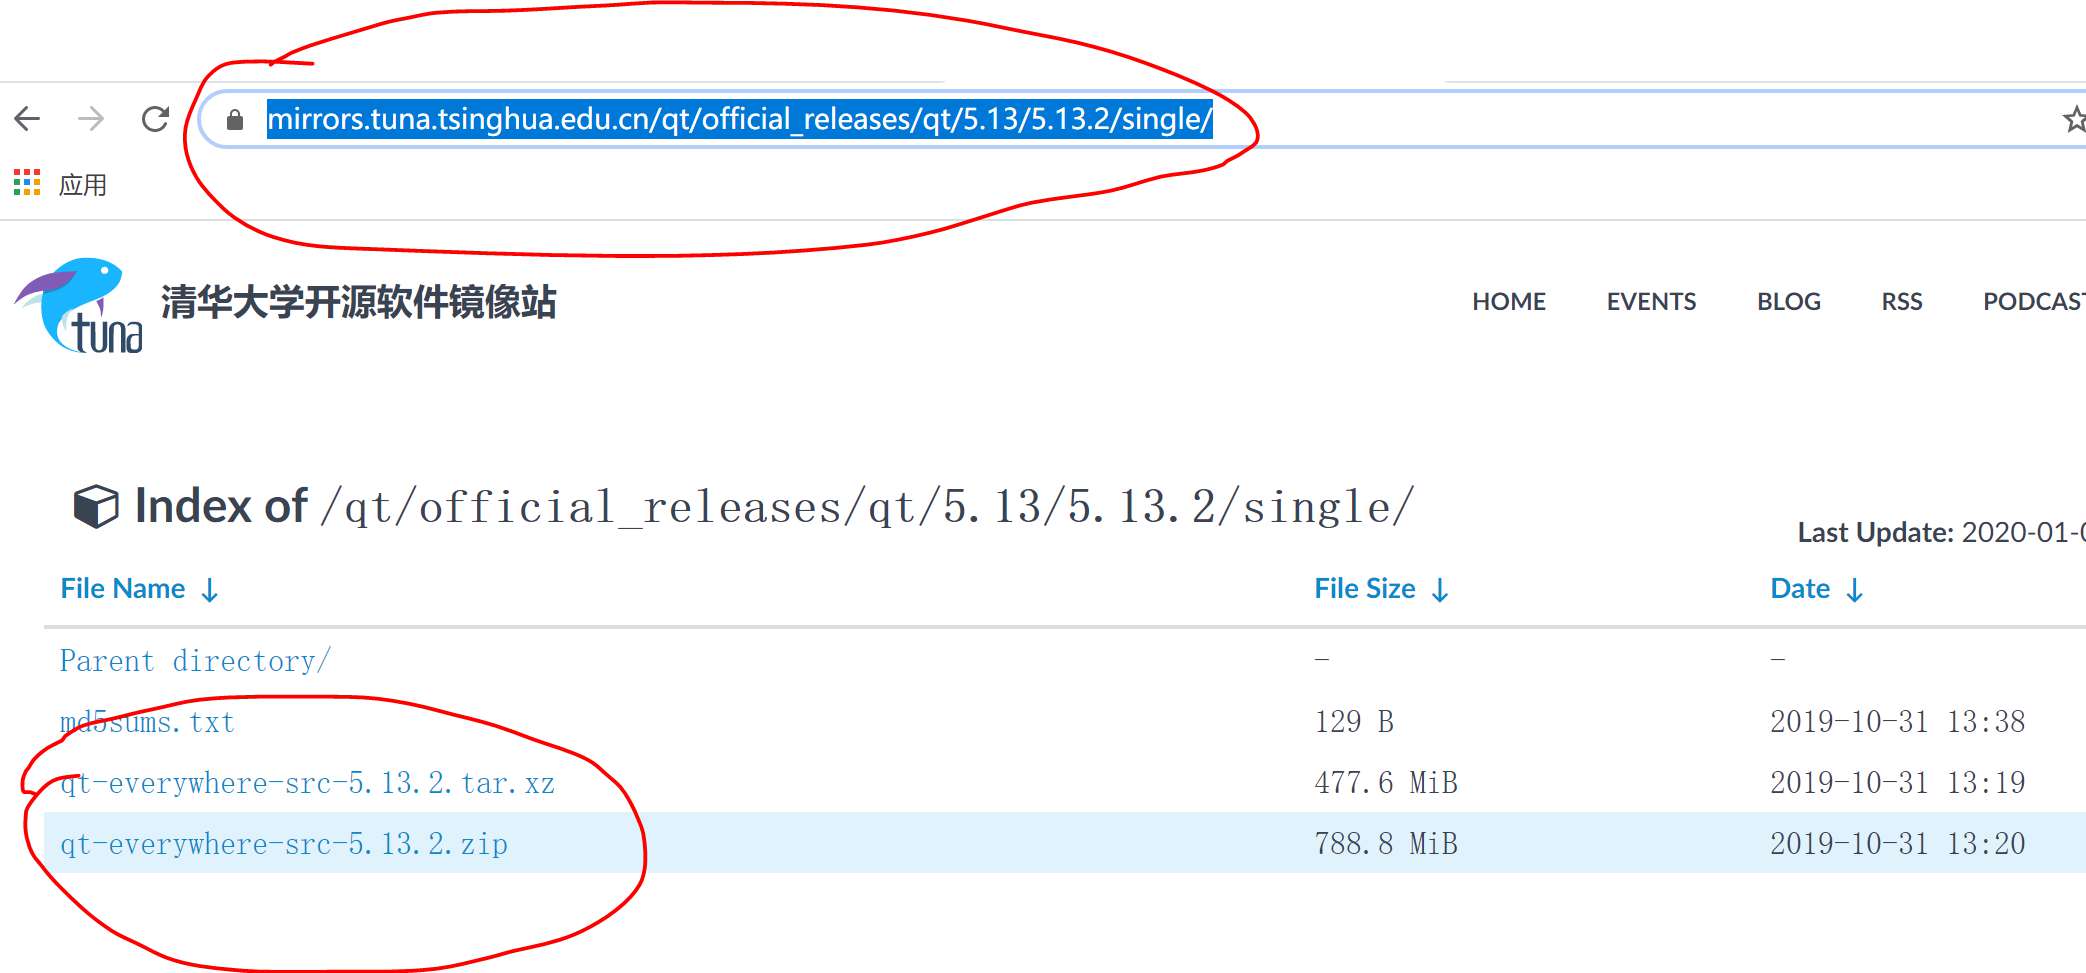 mirrors.tuna.tsinghua.edu.cn/qt/official_releases/qt/5.13/5.13.2/single/
应用
tuna
清华大学开源软件镜像站
HOME EVENTS BLOG RSS PODCAST
Index of /qt/official_releases/qt/5.13/5.13.2/single/
Last Update: 2020-01-0
File Name ↓ File Size ↓ Date ↓
Parent directory/ - -
md5sums.txt 129 B 2019-10-31 13:38
qt-everywhere-src-5.13.2.tar.xz 477.6 MiB 2019-10-31 13:19
qt-everywhere-src-5.13.2.zip 788.8 MiB 2019-10-31 13:20